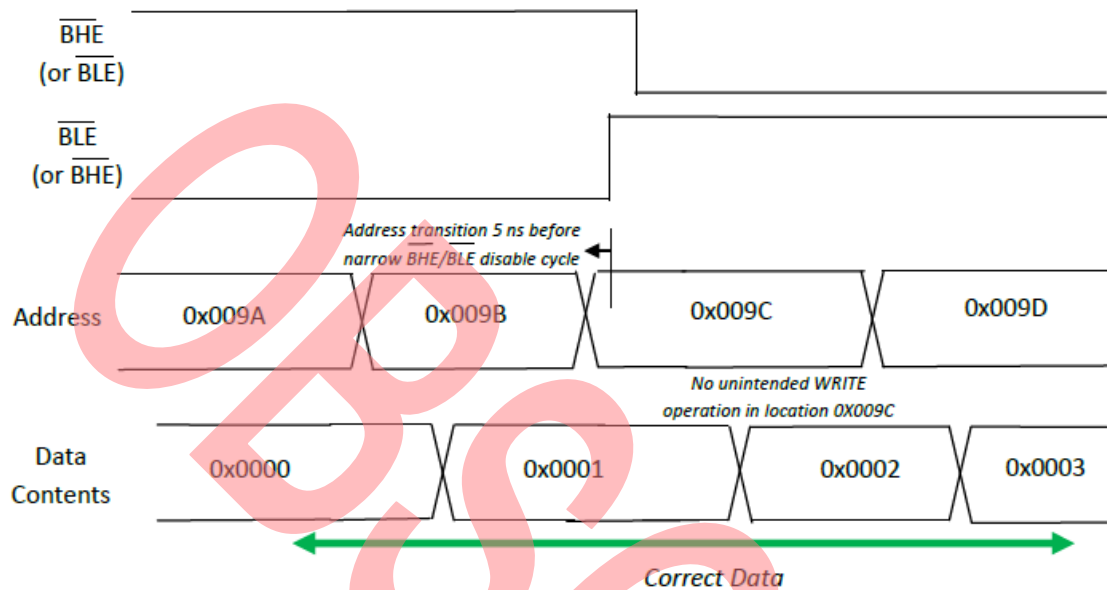 BHE
(or BLE)
BLE
(or BHE)
Address transition 5 ns before
narrow BHE/BLE disable cycle
Address 0x009A 0x009B 0x009C 0x009D
No unintended WRITE
operation in location 0X009C
Data
Contents
0x0000 0x0001 0x0002 0x0003
Correct Data
OBSO